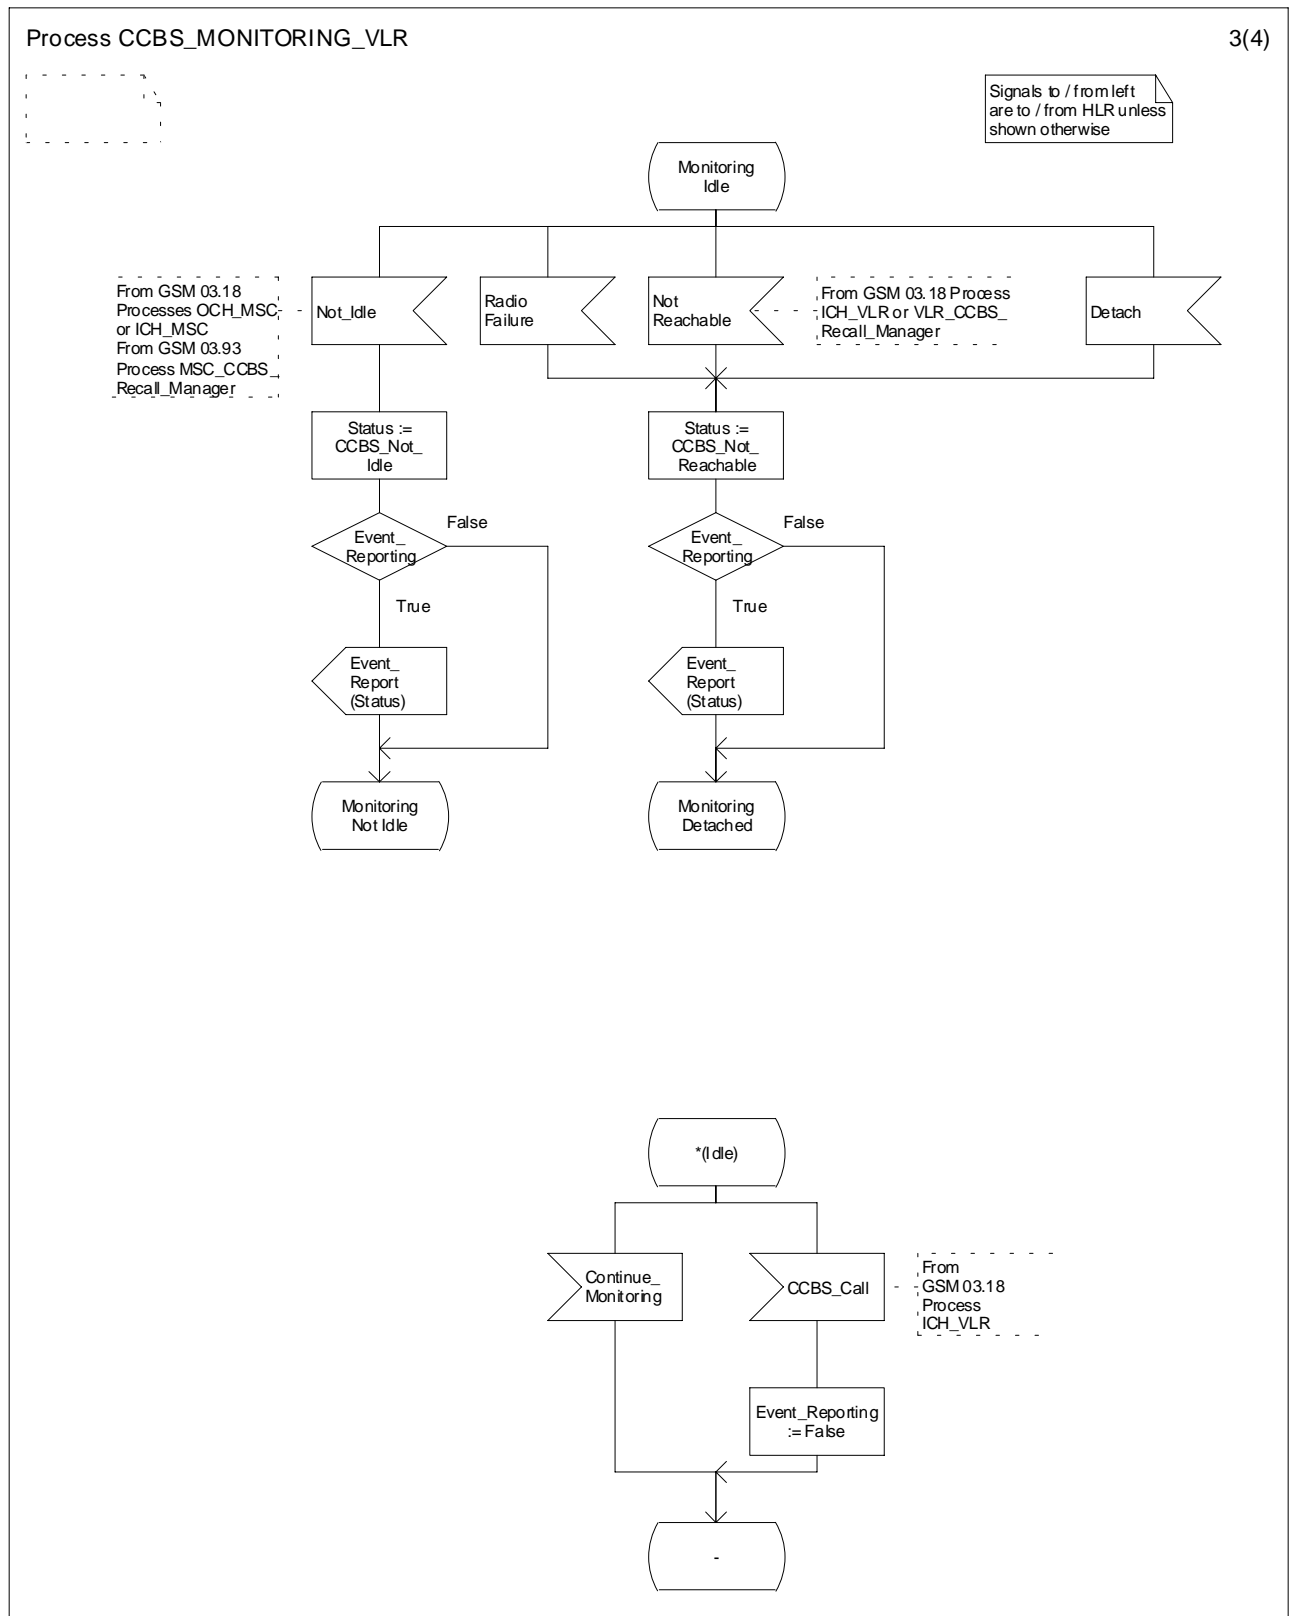 Process CCBS_MONITORING_VLR
3(4)
Signals to / from left
are to / from HLR unless
shown otherwise
Monitoring
Idle
From GSM 03.18
Processes OCH_MSC
or ICH_MSC
From GSM 03.93
Process MSC_CCBS_
Recall_Manager
Not_Idle
Radio
Failure
Not
Reachable
From GSM 03.18 Process
ICH_VLR or VLR_CCBS_
Recall_Manager
Detach
Status :=
CCBS_Not_
Idle
Status :=
CCBS_Not_
Reachable
Event_
Reporting
False
True
Event_
Reporting
False
True
Event_
Report
(Status)
Event_
Report
(Status)
Monitoring
Not Idle
Monitoring
Detached
*(Idle)
Continue_
Monitoring
CCBS_Call
From
GSM 03.18
Process
ICH_VLR
Event_Reporting
:= False
-